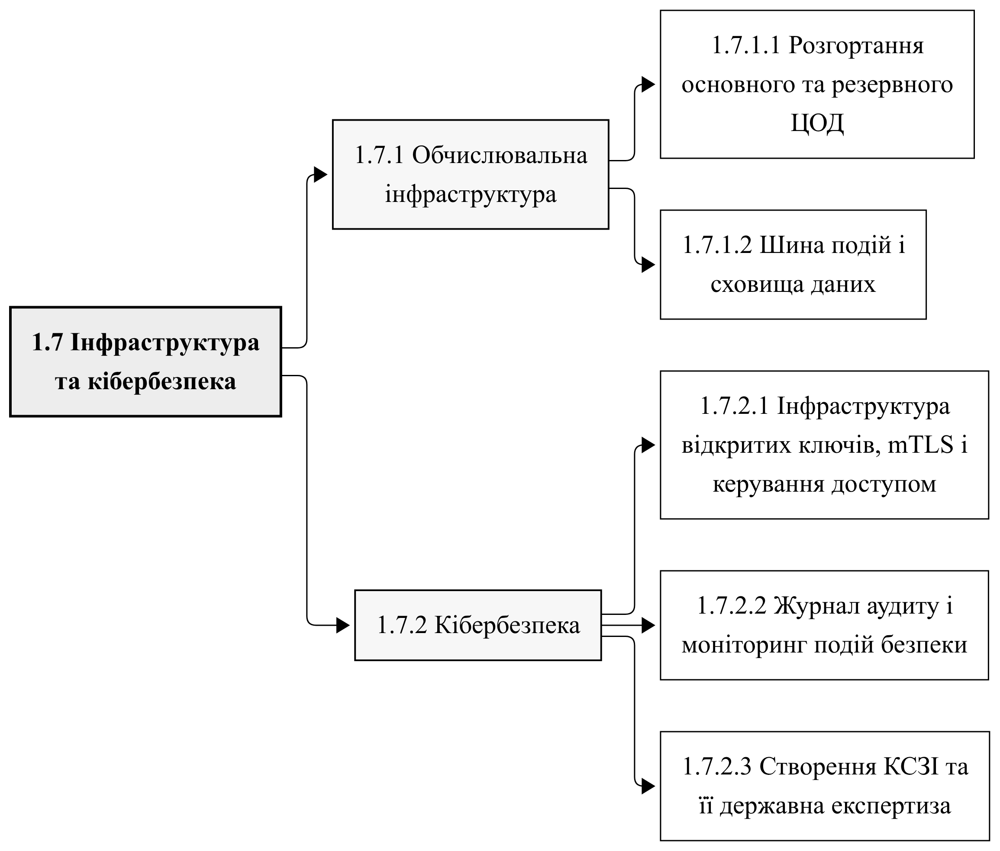 1.7 Інфраструктура
та кібербезпека
1.7.1 Обчислювальна
інфраструктура
1.7.1.1 Розгортання
основного та резервного
ЦОД
1.7.1.2 Шина подій і
сховища даних
1.7.2 Кібербезпека
1.7.2.1 Інфраструктура
відкритих ключів, mTLS і
керування доступом
1.7.2.2 Журнал аудиту і
моніторинг подій безпеки
1.7.2.3 Створення КСЗІ та
її державна експертиза